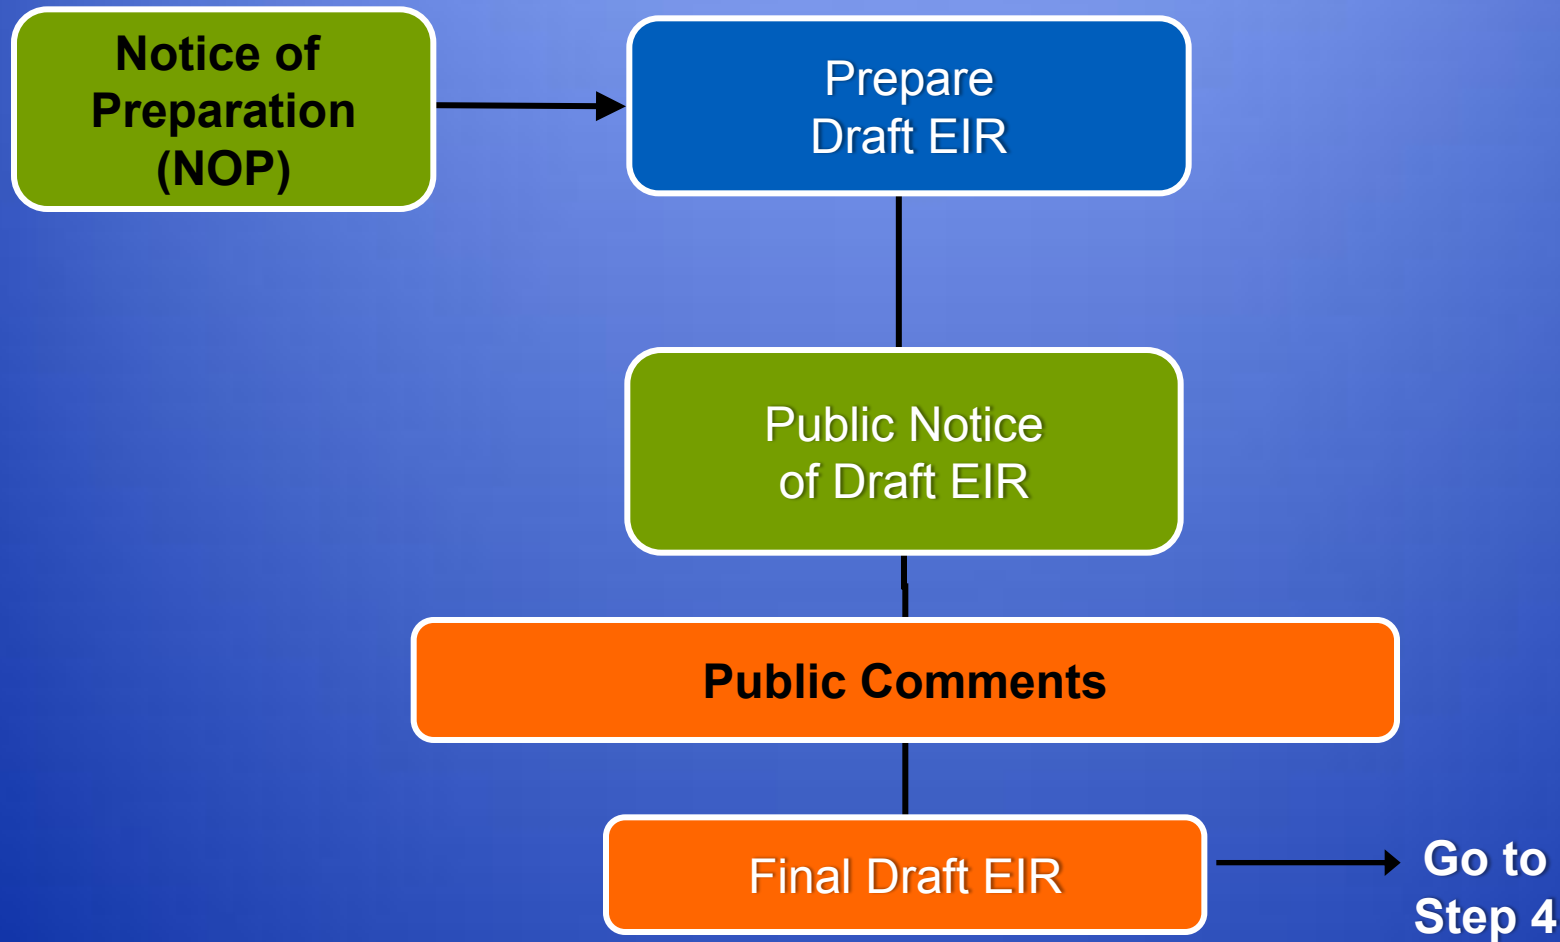 Notice of
Preparation
(NOP)
Prepare
Draft EIR
Public Notice
of Draft EIR
Public Comments
Final Draft EIR
Go to
Step 4